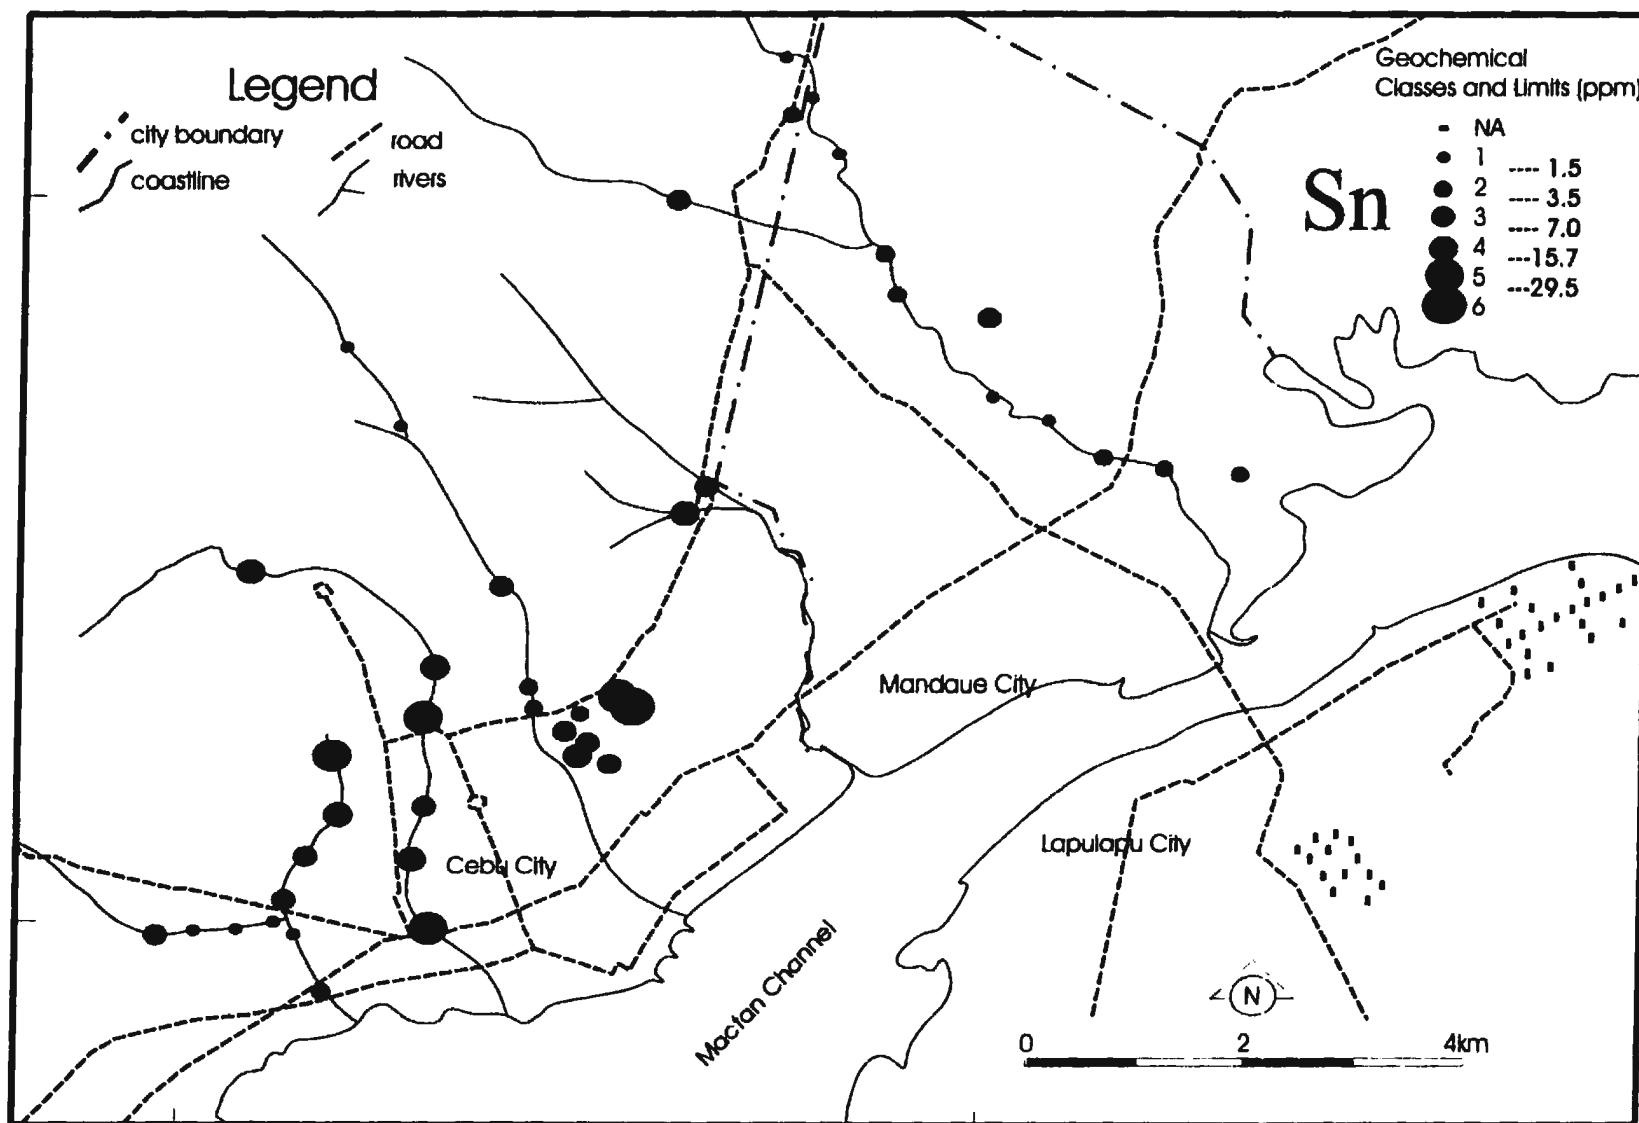 Legend
city boundary
road
coastline
rivers
Geochemical
Classes and Limits (ppm)
NA
1
---- 1.5
2
---- 3.5
3
---- 7.0
4
---15.7
5
---29.5
6
Sn
Mandaue City
Lapulapu City
Cebu City
Mactan Channel
N
0 2 4km